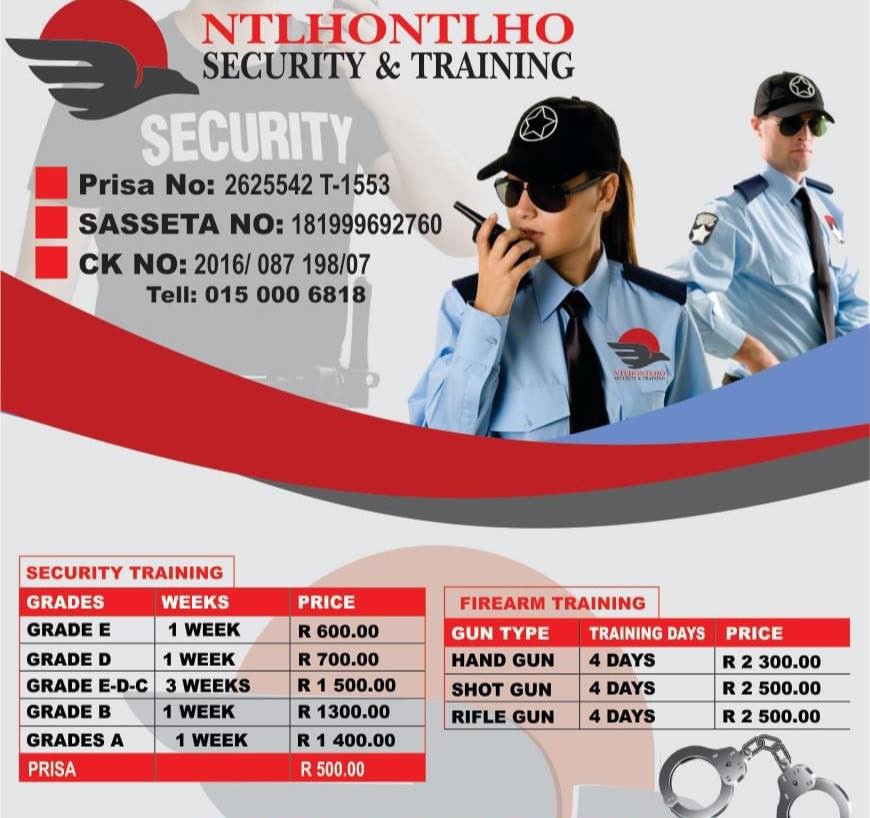 NTLHONTLHO
SECURITY & TRAINING
SECURITY
Prisa No: 2625542 T-1553
SASSETA NO: 181999692760
CK NO: 2016/ 087 198/07
Tell: 015 000 6818
NTLHONTLHO
SECURITY & TRAINING
SECURITY TRAINING
GRADES WEEKS PRICE
GRADE E 1 WEEK R 600.00
GRADE D 1 WEEK R 700.00
GRADE E-D-C 3 WEEKS R 1 500.00
GRADE B 1 WEEK R 1300.00
GRADES A 1 WEEK R 1 400.00
PRISA R 500.00
FIREARM TRAINING
GUN TYPE TRAINING DAYS PRICE
HAND GUN 4 DAYS R 2 300.00
SHOT GUN 4 DAYS R 2 500.00
RIFLE GUN 4 DAYS R 2 500.00